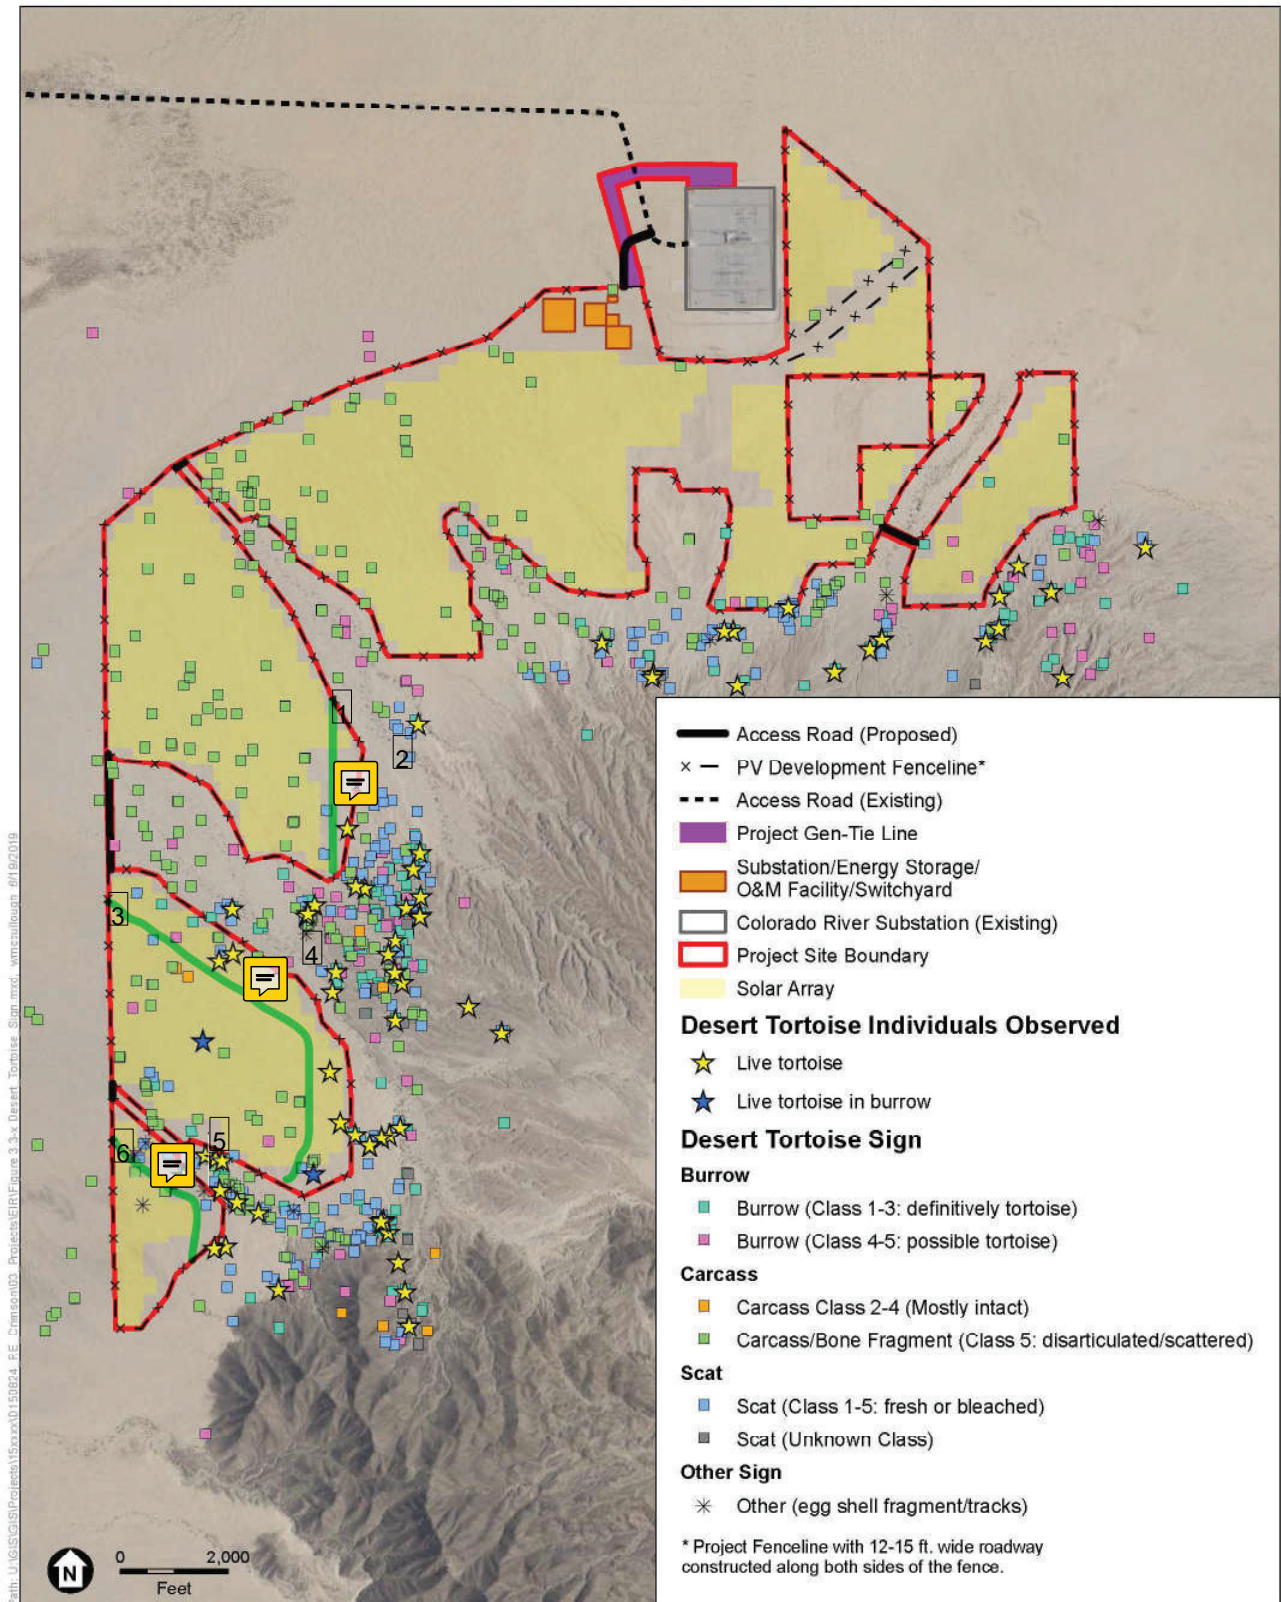 1
2
3
4
5
6
Access Road (Proposed)
PV Development Fenceline*
Access Road (Existing)
Project Gen-Tie Line
Substation/Energy Storage/
O&M Facility/Switchyard
Colorado River Substation (Existing)
Project Site Boundary
Solar Array
Desert Tortoise Individuals Observed
Live tortoise
Live tortoise in burrow
Desert Tortoise Sign
Burrow
Burrow (Class 1-3: definitively tortoise)
Burrow (Class 4-5: possible tortoise)
Carcass
Carcass Class 2-4 (Mostly intact)
Carcass/Bone Fragment (Class 5: disarticulated/scattered)
Scat
Scat (Class 1-5: fresh or bleached)
Scat (Unknown Class)
Other Sign
Other (egg shell fragment/tracks)
* Project Fenceline with 12-15 ft. wide roadway
constructed along both sides of the fence.
N
0 2,000
Feet